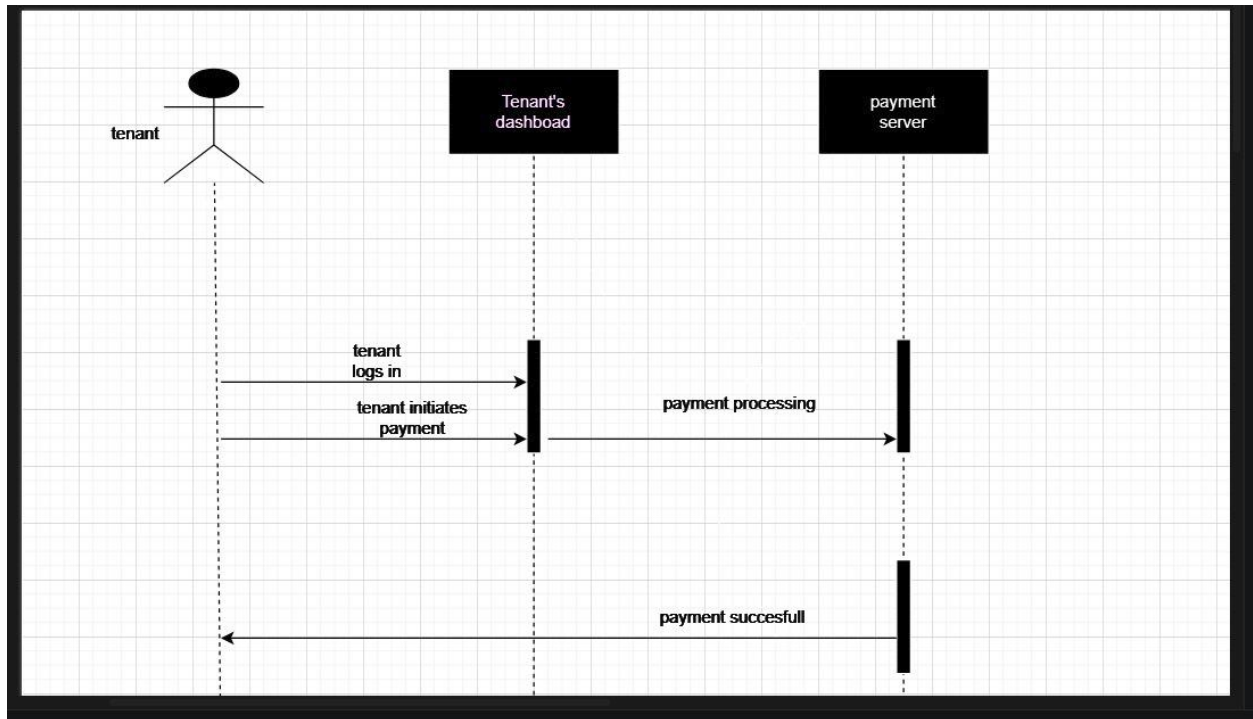 tenant
Tenant's
dashboad
payment
server
tenant
logs in
tenant initiates
payment
payment processing
payment succesfull